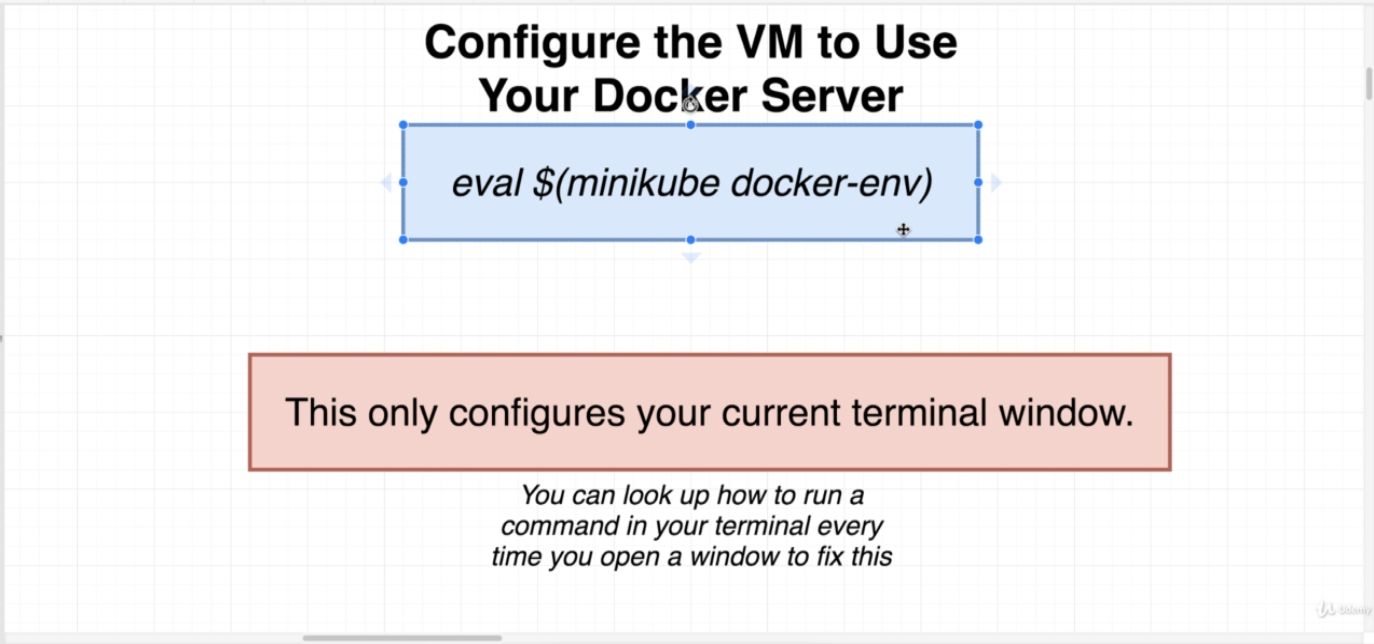 Configure the VM to Use
Your Docker Server
eval $(minikube docker-env)
This only configures your current terminal window.
You can look up how to run a
command in your terminal every
time you open a window to fix this
Udemy